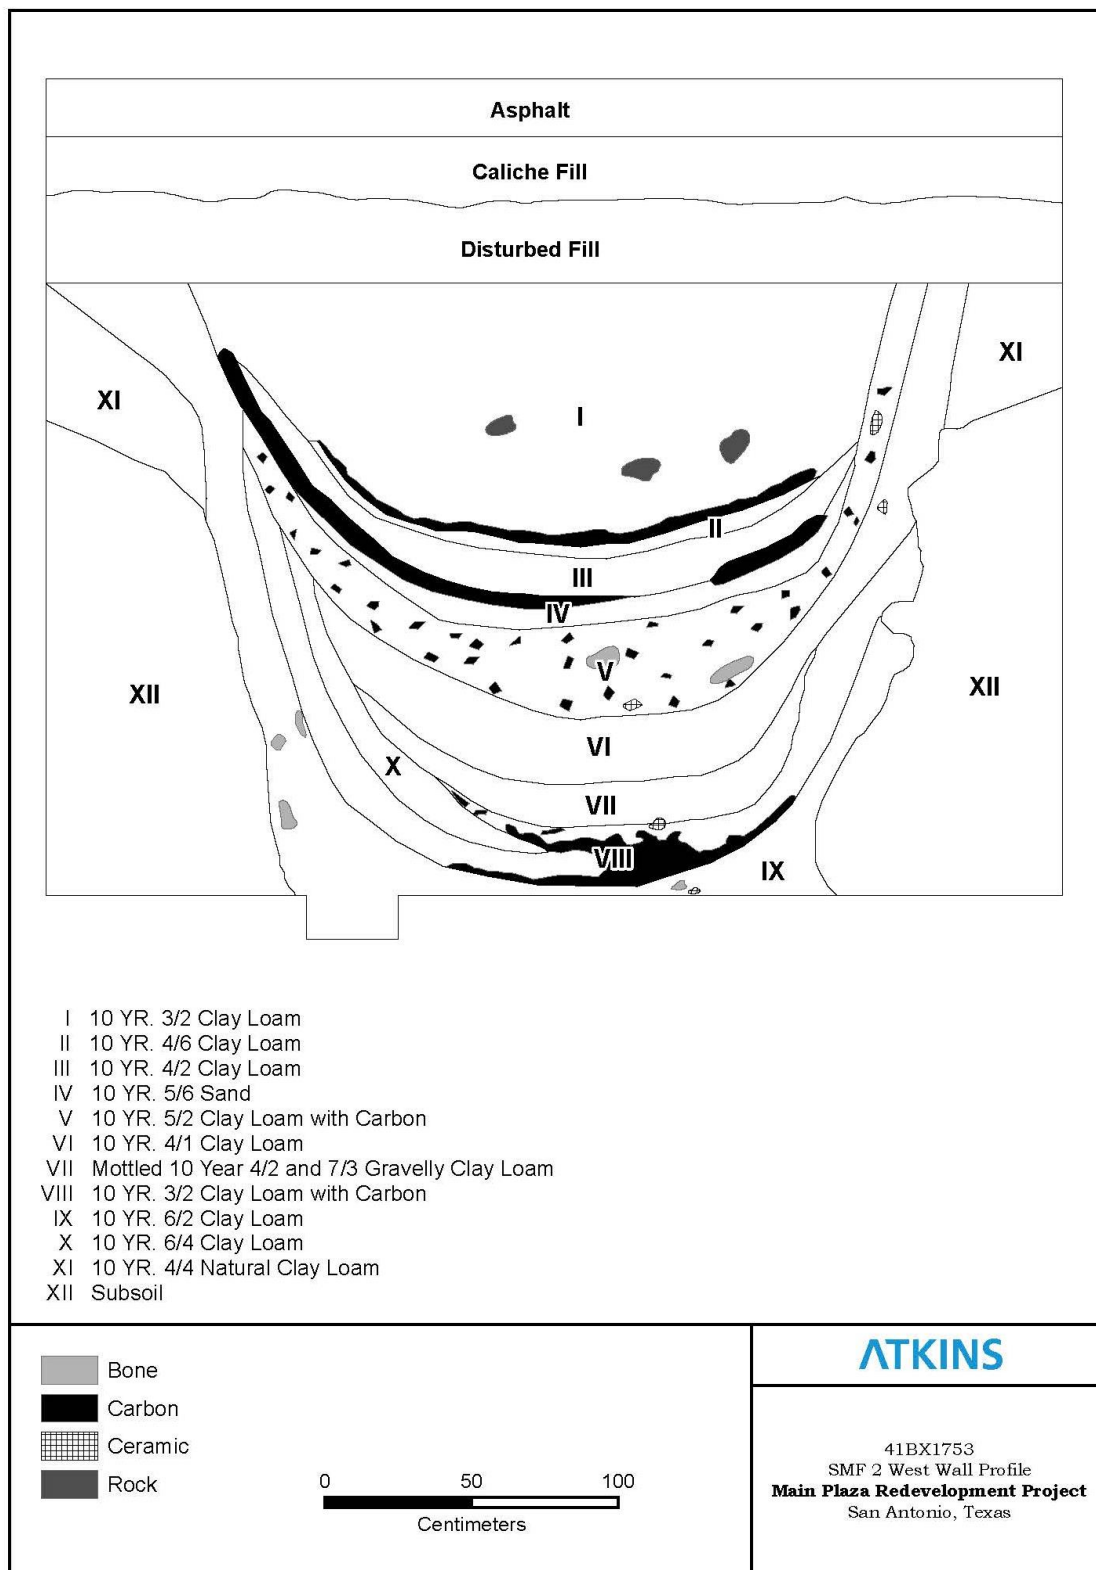 Asphalt
Caliche Fill
Disturbed Fill
XI
XI
I
II
III
IV
V
XII
XII
VI
X
VII
VIII
IX
I 10 YR. 3/2 Clay Loam
II 10 YR. 4/6 Clay Loam
III 10 YR. 4/2 Clay Loam
IV 10 YR. 5/6 Sand
V 10 YR. 5/2 Clay Loam with Carbon
VI 10 YR. 4/1 Clay Loam
VII Mottled 10 Year 4/2 and 7/3 Gravelly Clay Loam
VIII 10 YR. 3/2 Clay Loam with Carbon
IX 10 YR. 6/2 Clay Loam
X 10 YR. 6/4 Clay Loam
XI 10 YR. 4/4 Natural Clay Loam
XII Subsoil
Bone
Carbon
Ceramic
Rock
0 50 100
Centimeters
ATKINS
41BX1753
SMF 2 West Wall Profile
Main Plaza Redevelopment Project
San Antonio, Texas